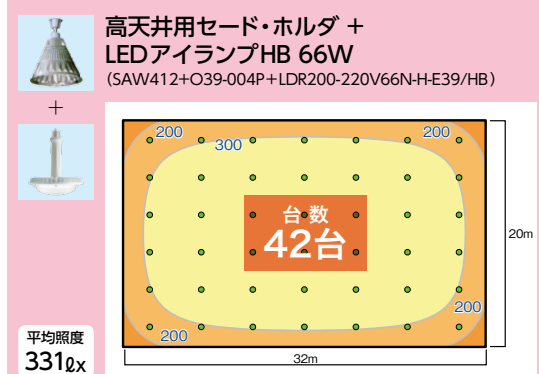 高天井用セード・ホルダ +
LEDアイランプHB 66W
(SAW412+O39-004P+LDR200-220V66N-H-E39/HB)
+
200
300
200
台数
42台
20m
200
200
32m
平均照度
331ℓx